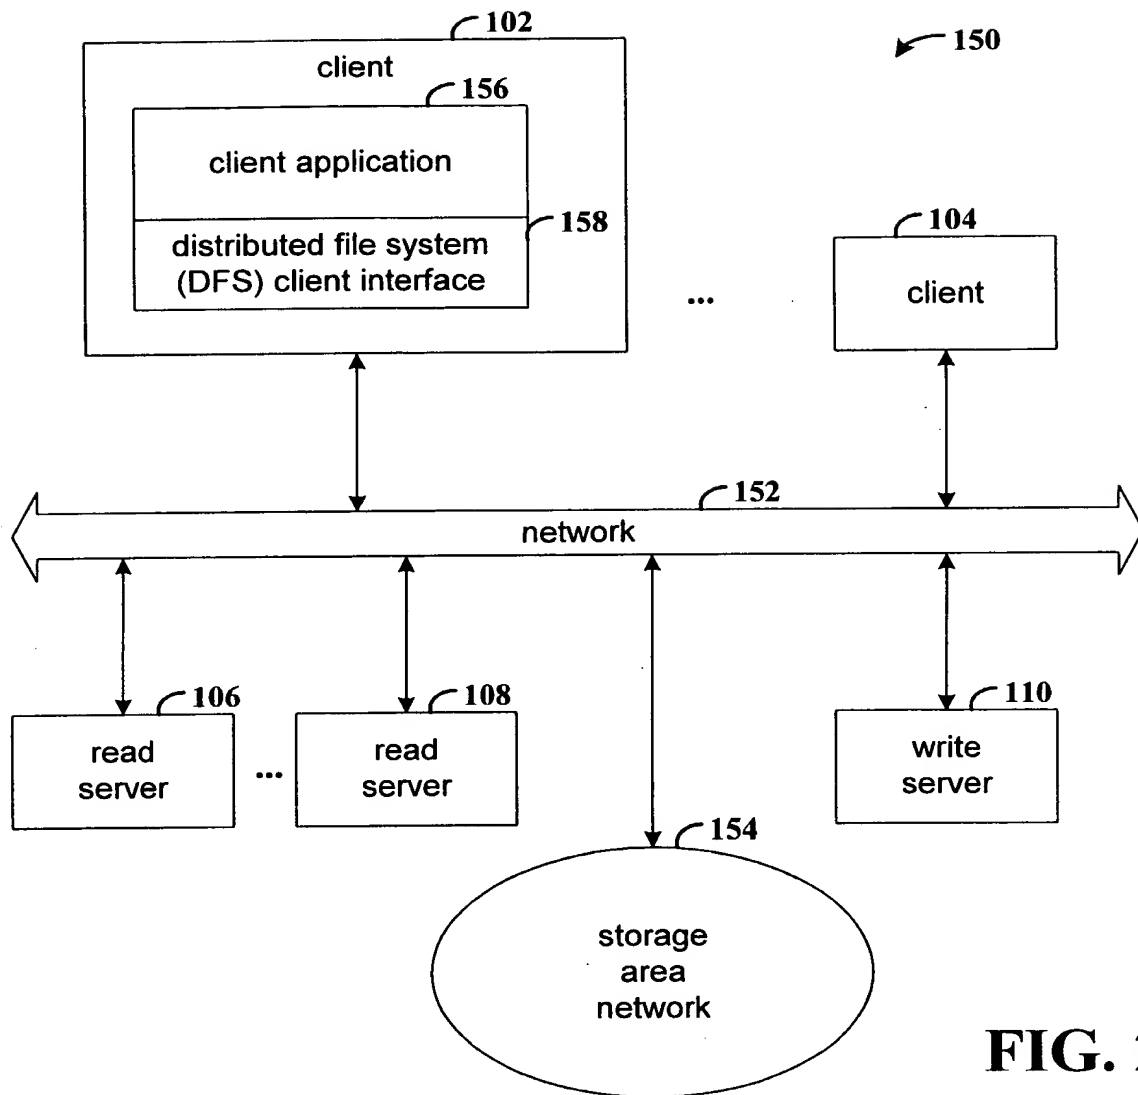 102
client
150
156
client application
158
distributed file system
(DFS) client interface
...
104
client
152
network
106
read
server
...
108
read
server
110
write
server
154
storage
area
network
FIG.